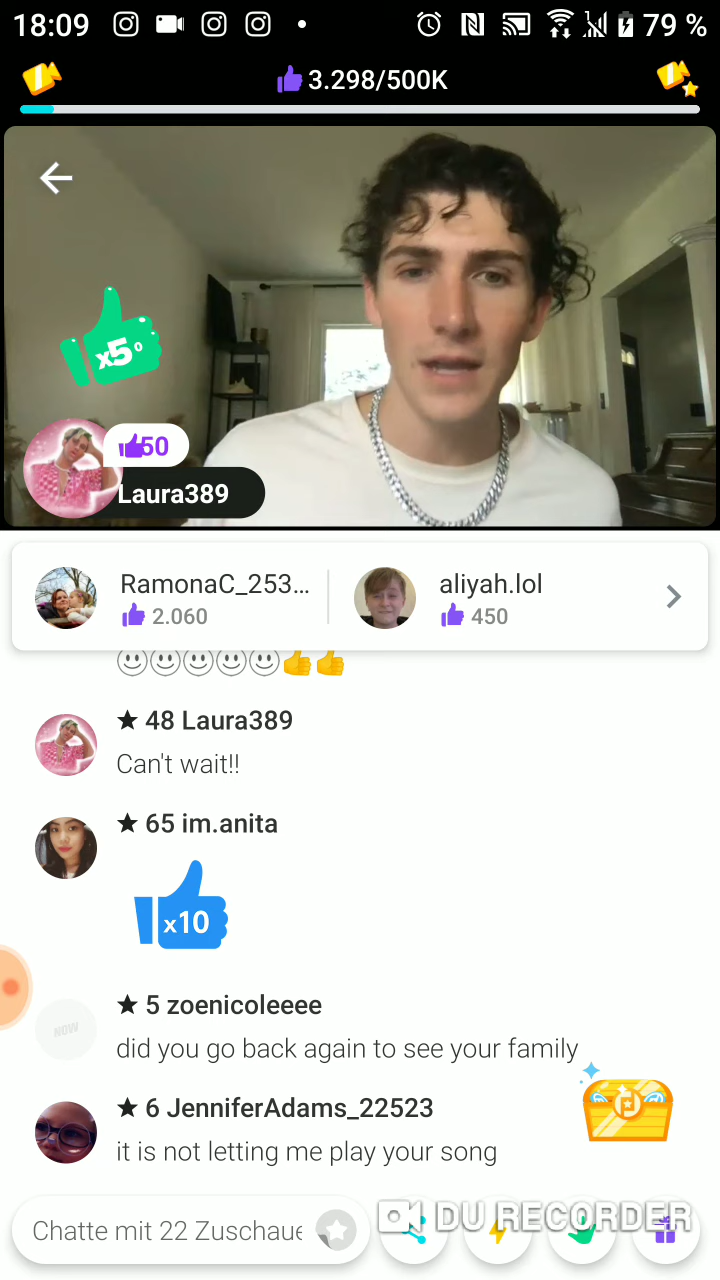 18:09
79 %
3.298/500K
x5
50
Laura389
RamonaC_253...
2.060
aliyah.lol
450
★ 48 Laura389
Can't wait!!
★ 65 im.anita
x10
NOW
★ 5 zoenicoleeee
did you go back again to see your family
★ 6 JenniferAdams_22523
it is not letting me play your song
Chatte mit 22 Zuschaue
DU RECORDER